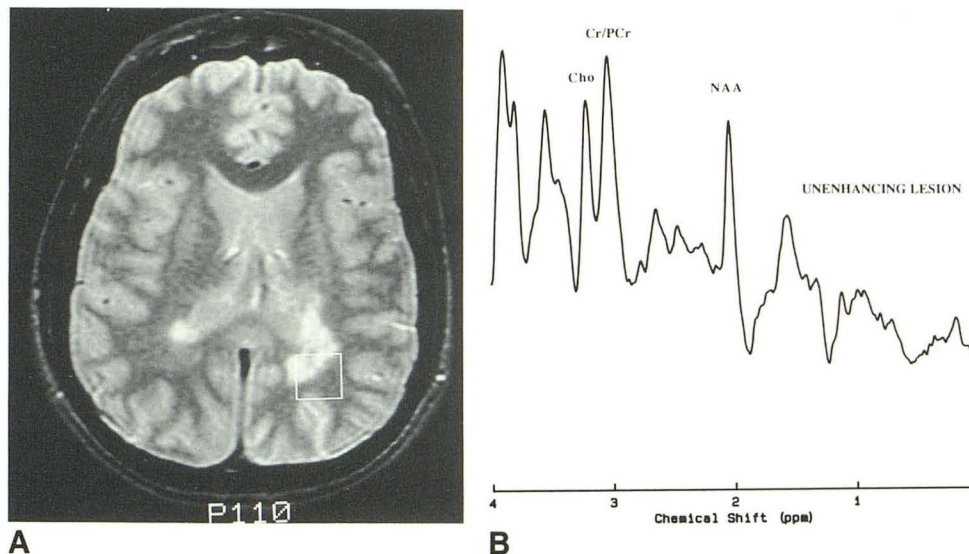 P110
A
Cr/PCr
Cho
NAA
UNENHANCING LESION
4 3 2 1
Chemical Shift (ppm)
B